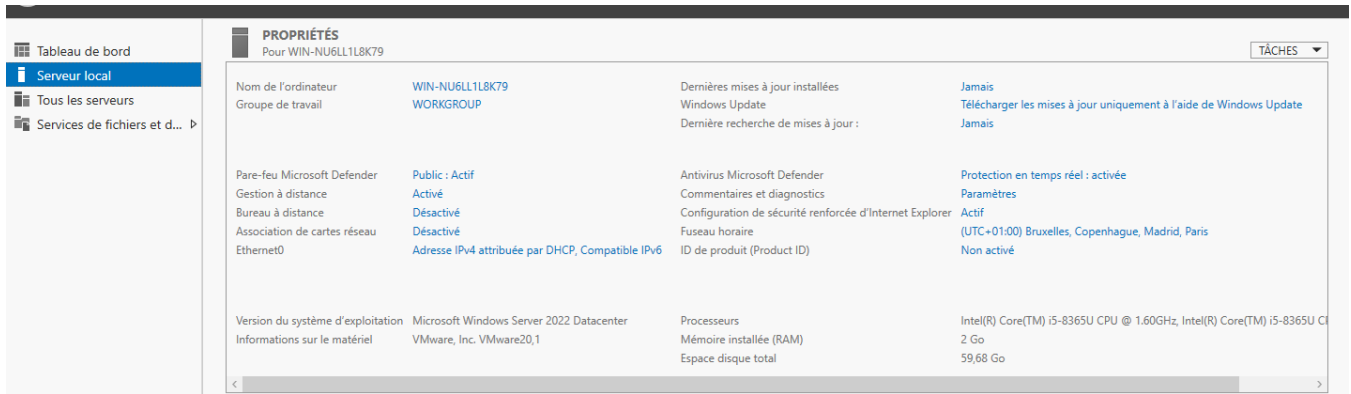 PROPRIÉTÉS
Pour WIN-NU6LL1L8K79
TÂCHES
Tableau de bord
Serveur local
Tous les serveurs
Services de fichiers et d...
Nom de l'ordinateur WIN-NU6LL1L8K79 Dernières mises à jour installées Jamais
Groupe de travail WORKGROUP Windows Update Télécharger les mises à jour uniquement à l'aide de Windows Update
Dernière recherche de mises à jour : Jamais
Pare-feu Microsoft Defender Public : Actif Antivirus Microsoft Defender Protection en temps réel : activée
Gestion à distance Activé Commentaires et diagnostics Paramètres
Bureau à distance Désactivé Configuration de sécurité renforcée d'Internet Explorer Actif
Association de cartes réseau Désactivé Fuseau horaire (UTC+01:00) Bruxelles, Copenhague, Madrid, Paris
Ethernet0 Adresse IPv4 attribuée par DHCP, Compatible IPv6 ID de produit (Product ID) Non activé
Version du système d'exploitation Microsoft Windows Server 2022 Datacenter Processeurs Intel(R) Core(TM) i5-8365U CPU @ 1.60GHz, Intel(R) Core(TM) i5-8365U
Informations sur le matériel VMware, Inc. VMware20,1 Mémoire installée (RAM) 2 Go
Espace disque total 59,68 Go